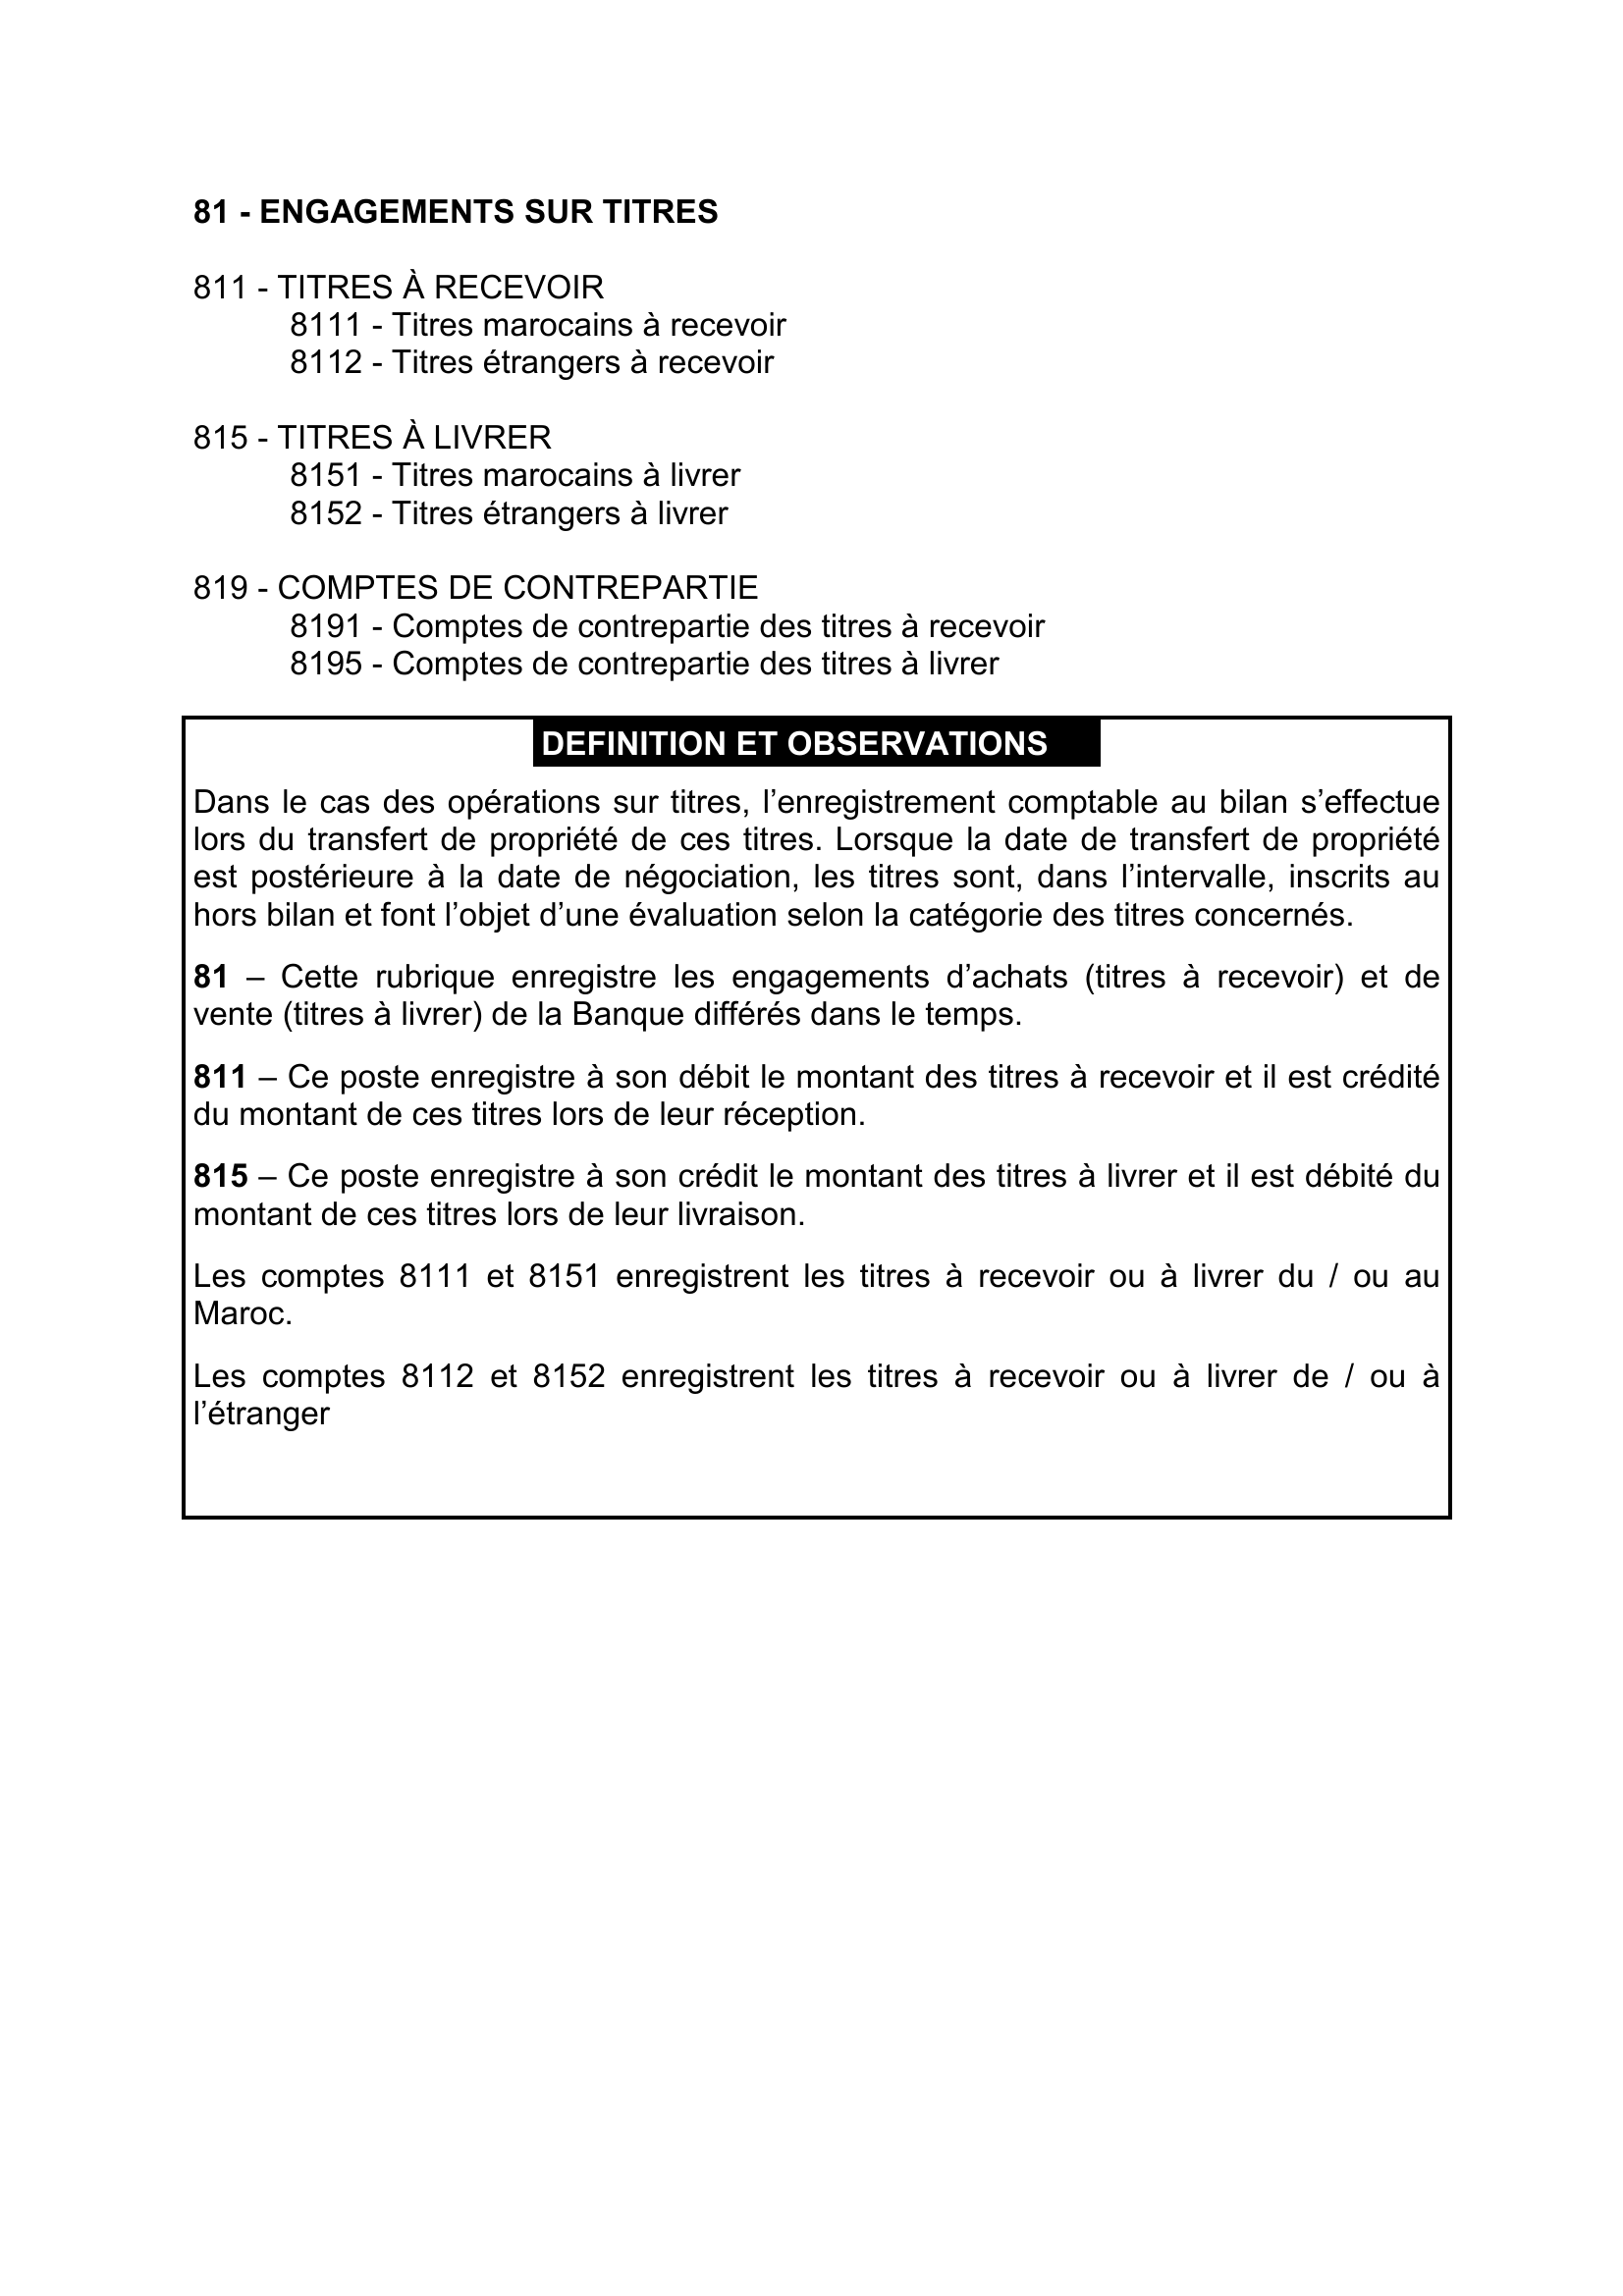 81 - ENGAGEMENTS SUR TITRES
811 - TITRES À RECEVOIR
8111 - Titres marocains à recevoir
8112 - Titres étrangers à recevoir
815 - TITRES À LIVRER
8151 - Titres marocains à livrer
8152 - Titres étrangers à livrer
819 - COMPTES DE CONTREPARTIE
8191 - Comptes de contrepartie des titres à recevoir
8195 - Comptes de contrepartie des titres à livrer
DEFINITION ET OBSERVATIONS
Dans le cas des opérations sur titres, l’enregistrement comptable au bilan s’effectue
lors du transfert de propriété de ces titres. Lorsque la date de transfert de propriété
est postérieure à la date de négociation, les titres sont, dans l’intervalle, inscrits au
hors bilan et font l’objet d’une évaluation selon la catégorie des titres concernés.
81 – Cette rubrique enregistre les engagements d’achats (titres à recevoir) et de
vente (titres à livrer) de la Banque différés dans le temps.
811 – Ce poste enregistre à son débit le montant des titres à recevoir et il est crédité
du montant de ces titres lors de leur réception.
815 – Ce poste enregistre à son crédit le montant des titres à livrer et il est débité du
montant de ces titres lors de leur livraison.
Les comptes 8111 et 8151 enregistrent les titres à recevoir ou à livrer du / ou au
Maroc.
Les comptes 8112 et 8152 enregistrent les titres à recevoir ou à livrer de / ou à
l’étranger